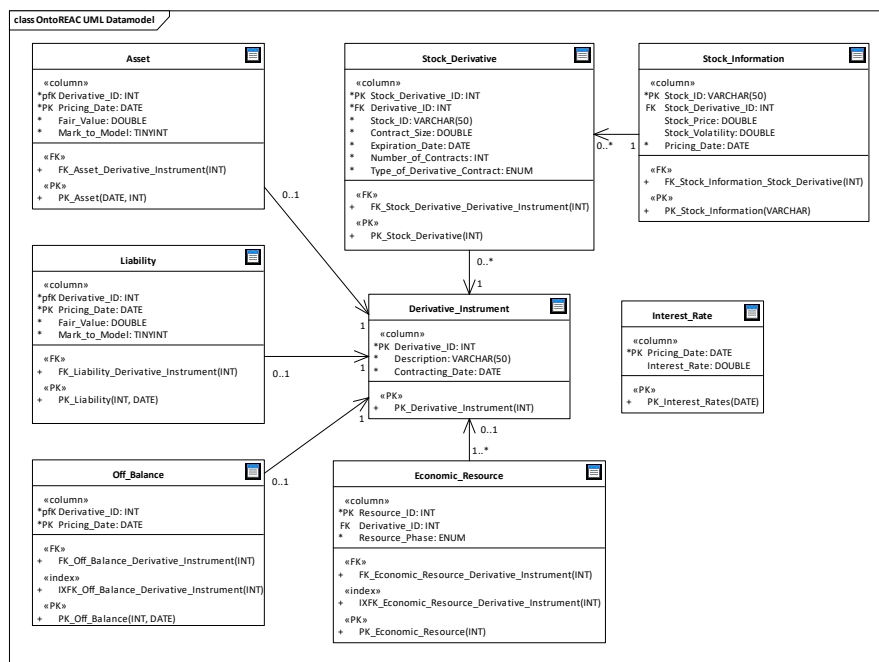 class OntoREAC UML Datamodel
Asset
«column»
*pfK Derivative_ID: INT
*PK Pricing_Date: DATE
* Fair_Value: DOUBLE
* Mark_to_Model: TINYINT
«FK»
+ FK_Asset_Derivative_Instrument(INT)
«PK»
+ PK_Asset(DATE, INT)
Stock_Derivative
«column»
*PK Stock_Derivative_ID: INT
*FK Derivative_ID: INT
* Stock_ID: VARCHAR(50)
* Contract_Size: DOUBLE
* Expiration_Date: DATE
* Number_of_Contracts: INT
* Type_of_Derivative_Contract: ENUM
«FK»
+ FK_Stock_Derivative_Derivative_Instrument(INT)
«PK»
+ PK_Stock_Derivative(INT)
Stock_Information
«column»
*PK Stock_ID: VARCHAR(50)
FK Stock_Derivative_ID: INT
Stock_Price: DOUBLE
Stock_Volatility: DOUBLE
* Pricing_Date: DATE
«FK»
+ FK_Stock_Information_Stock_Derivative(INT)
«PK»
+ PK_Stock_Information(VARCHAR)
0..*
1
0..1
0..*
1
Liability
«column»
*pfK Derivative_ID: INT
*PK Pricing_Date: DATE
* Fair_Value: DOUBLE
* Mark_to_Model: TINYINT
«FK»
+ FK_Liability_Derivative_Instrument(INT)
«PK»
+ PK_Liability(INT, DATE)
Derivative_Instrument
«column»
*PK Derivative_ID: INT
* Description: VARCHAR(50)
* Contracting_Date: DATE
«PK»
+ PK_Derivative_Instrument(INT)
Interest_Rate
«column»
*PK Pricing_Date: DATE
Interest_Rate: DOUBLE
«PK»
+ PK_Interest_Rates(DATE)
1
1
0..1
1
0..1
0..1
1..*
Off_Balance
«column»
*pfK Derivative_ID: INT
*PK Pricing_Date: DATE
«FK»
+ FK_Off_Balance_Derivative_Instrument(INT)
«index»
+ IXFK_Off_Balance_Derivative_Instrument(INT)
«PK»
+ PK_Off_Balance(INT, DATE)
Economic_Resource
«column»
*PK Resource_ID: INT
FK Derivative_ID: INT
* Resource_Phase: ENUM
«FK»
+ FK_Economic_Resource_Derivative_Instrument(INT)
«index»
+ IXFK_Economic_Resource_Derivative_Instrument(INT)
«PK»
+ PK_Economic_Resource(INT)